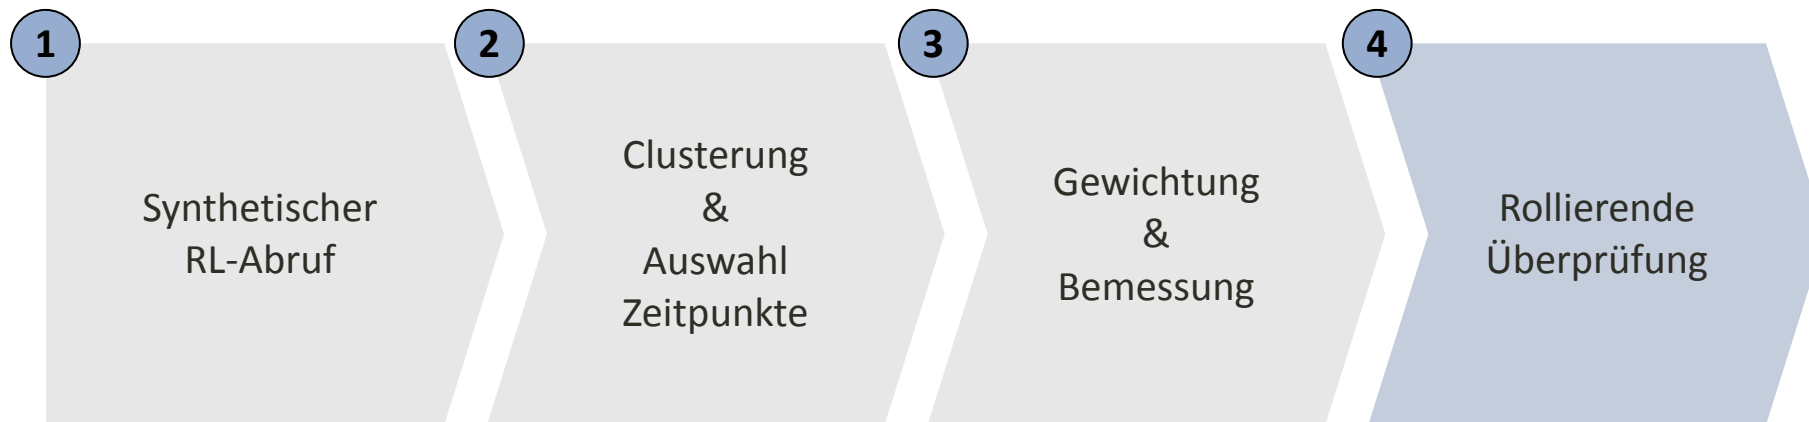 1
Synthetischer
RL-Abruf
2
Clusterung
&
Auswahl
Zeitpunkte
3
Gewichtung
&
Bemessung
4
Rollierende
Überprüfung